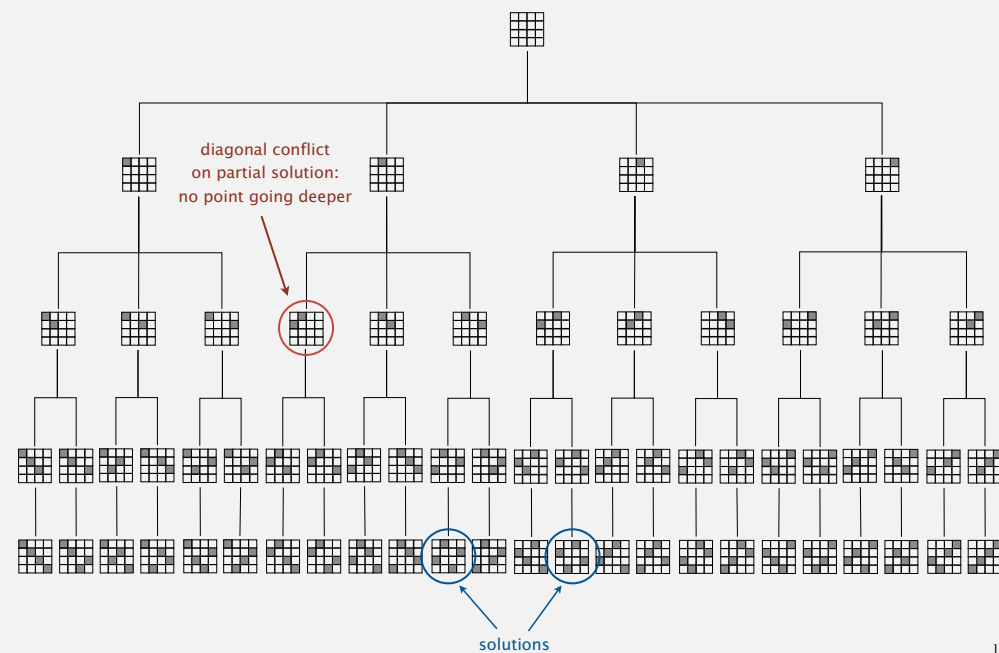 diagonal conflict
on partial solution:
no point going deeper
solutions